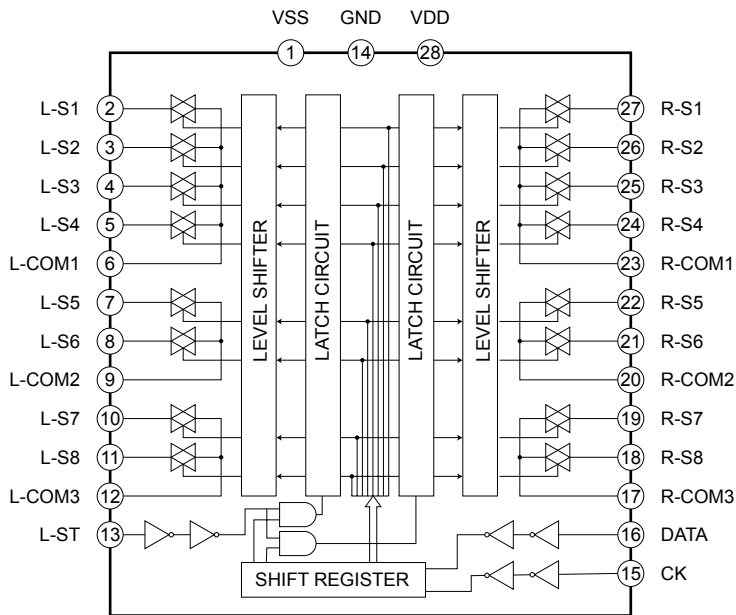 VSS GND VDD
1 14 28
L-S1 2 27 R-S1
L-S2 3 26 R-S2
L-S3 4 25 R-S3
L-S4 5 24 R-S4
L-COM1 6 23 R-COM1
L-S5 7 22 R-S5
L-S6 8 21 R-S6
L-COM2 9 20 R-COM2
L-S7 10 19 R-S7
L-S8 11 18 R-S8
L-COM3 12 17 R-COM3
L-ST 13 16 DATA
15 CK
LEVEL SHIFTER
LATCH CIRCUIT
LATCH CIRCUIT
LEVEL SHIFTER
SHIFT REGISTER